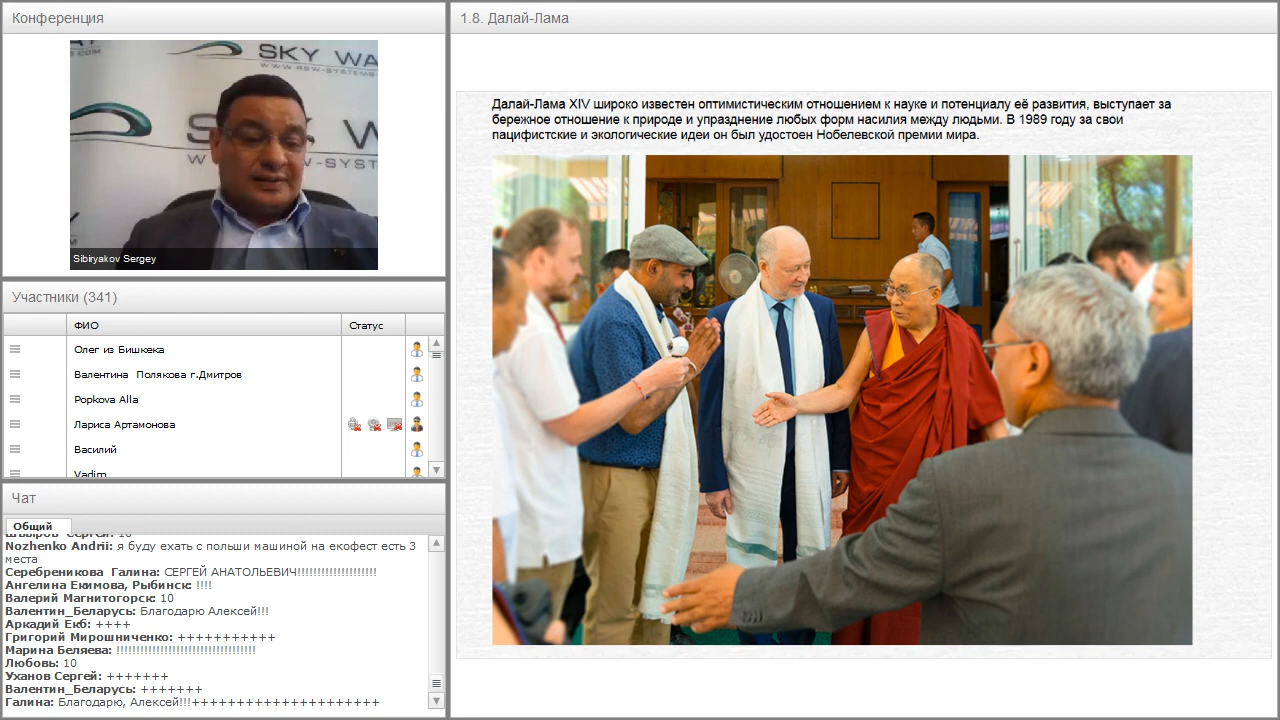 Конференция
SKY WA
WWW.RSW-SYSTEMS
W-SYST
SKY
Sibiryakov Sergey
Участники (341)
ФИО Статус
Олег из Бишкека
Валентина Полякова г.Дмитров
Popkova Alla
Лариса Артамонова
Василий
Vadim
Чат
Общий
Nozhenko Andrii: я буду ехать с польши машиной на екофест есть 3
места
Серебреникова Галина: СЕРГЕЙ АНАТОЛЬЕВИЧ!!!!!!!!!!!!!!!!!!!!
Ангелина Екимова, Рыбинск: !!!!
Валерий Магнитогорск: 10
Валентин_Беларусь: Благодарю Алексей!!!
Аркадий Екб: ++++
Григорий Мирошниченко: +++++++++++
Марина Беляева: !!!!!!!!!!!!!!!!!!!!!!!!!!!!!!!!!!!
Любовь: 10
Уханов Сергей: +++++++
Валентин_Беларусь: +++++++
Галина: Благодарю, Алексей!!!+++++++++++++++++++++
1.8. Далай-Лама
Далай-Лама XIV широко известен оптимистическим отношением к науке и потенциалу её развития, выступает за
бережное отношение к природе и упразднение любых форм насилия между людьми. В 1989 году за свои
пацифистские и экологические идеи он был удостоен Нобелевской премии мира.